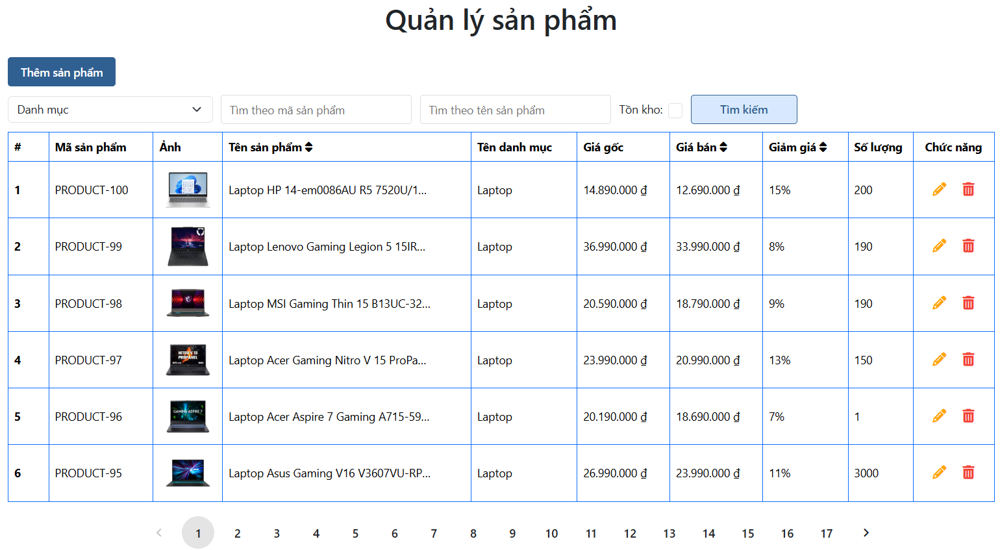 Quản lý sản phẩm
Thêm sản phẩm
Danh mục Tìm theo mã sản phẩm Tìm theo tên sản phẩm Tồn kho: Tìm kiếm
# Mã sản phẩm Ảnh Tên sản phẩm Tên danh mục Giá gốc Giá bán Giảm giá Số lượng Chức năng
1 PRODUCT-100 Laptop HP 14-em0086AU R5 7520U/1... Laptop 14.890.000 ₫ 12.690.000 ₫ 15% 200
2 PRODUCT-99 Laptop Lenovo Gaming Legion 5 15IR... Laptop 36.990.000 ₫ 33.990.000 ₫ 8% 190
3 PRODUCT-98 Laptop MSI Gaming Thin 15 B13UC-32... Laptop 20.590.000 ₫ 18.790.000 ₫ 9% 190
4 PRODUCT-97 NITRO V 15 PROPANEL Laptop Acer Gaming Nitro V 15 ProPa... Laptop 23.990.000 ₫ 20.990.000 ₫ 13% 150
5 PRODUCT-96 GAMING ASPIRE 7 Laptop Acer Aspire 7 Gaming A715-59... Laptop 20.190.000 ₫ 18.690.000 ₫ 7% 1
6 PRODUCT-95 Laptop Asus Gaming V16 V3607VU-RP... Laptop 26.990.000 ₫ 23.990.000 ₫ 11% 3000
1 2 3 4 5 6 7 8 9 10 11 12 13 14 15 16 17